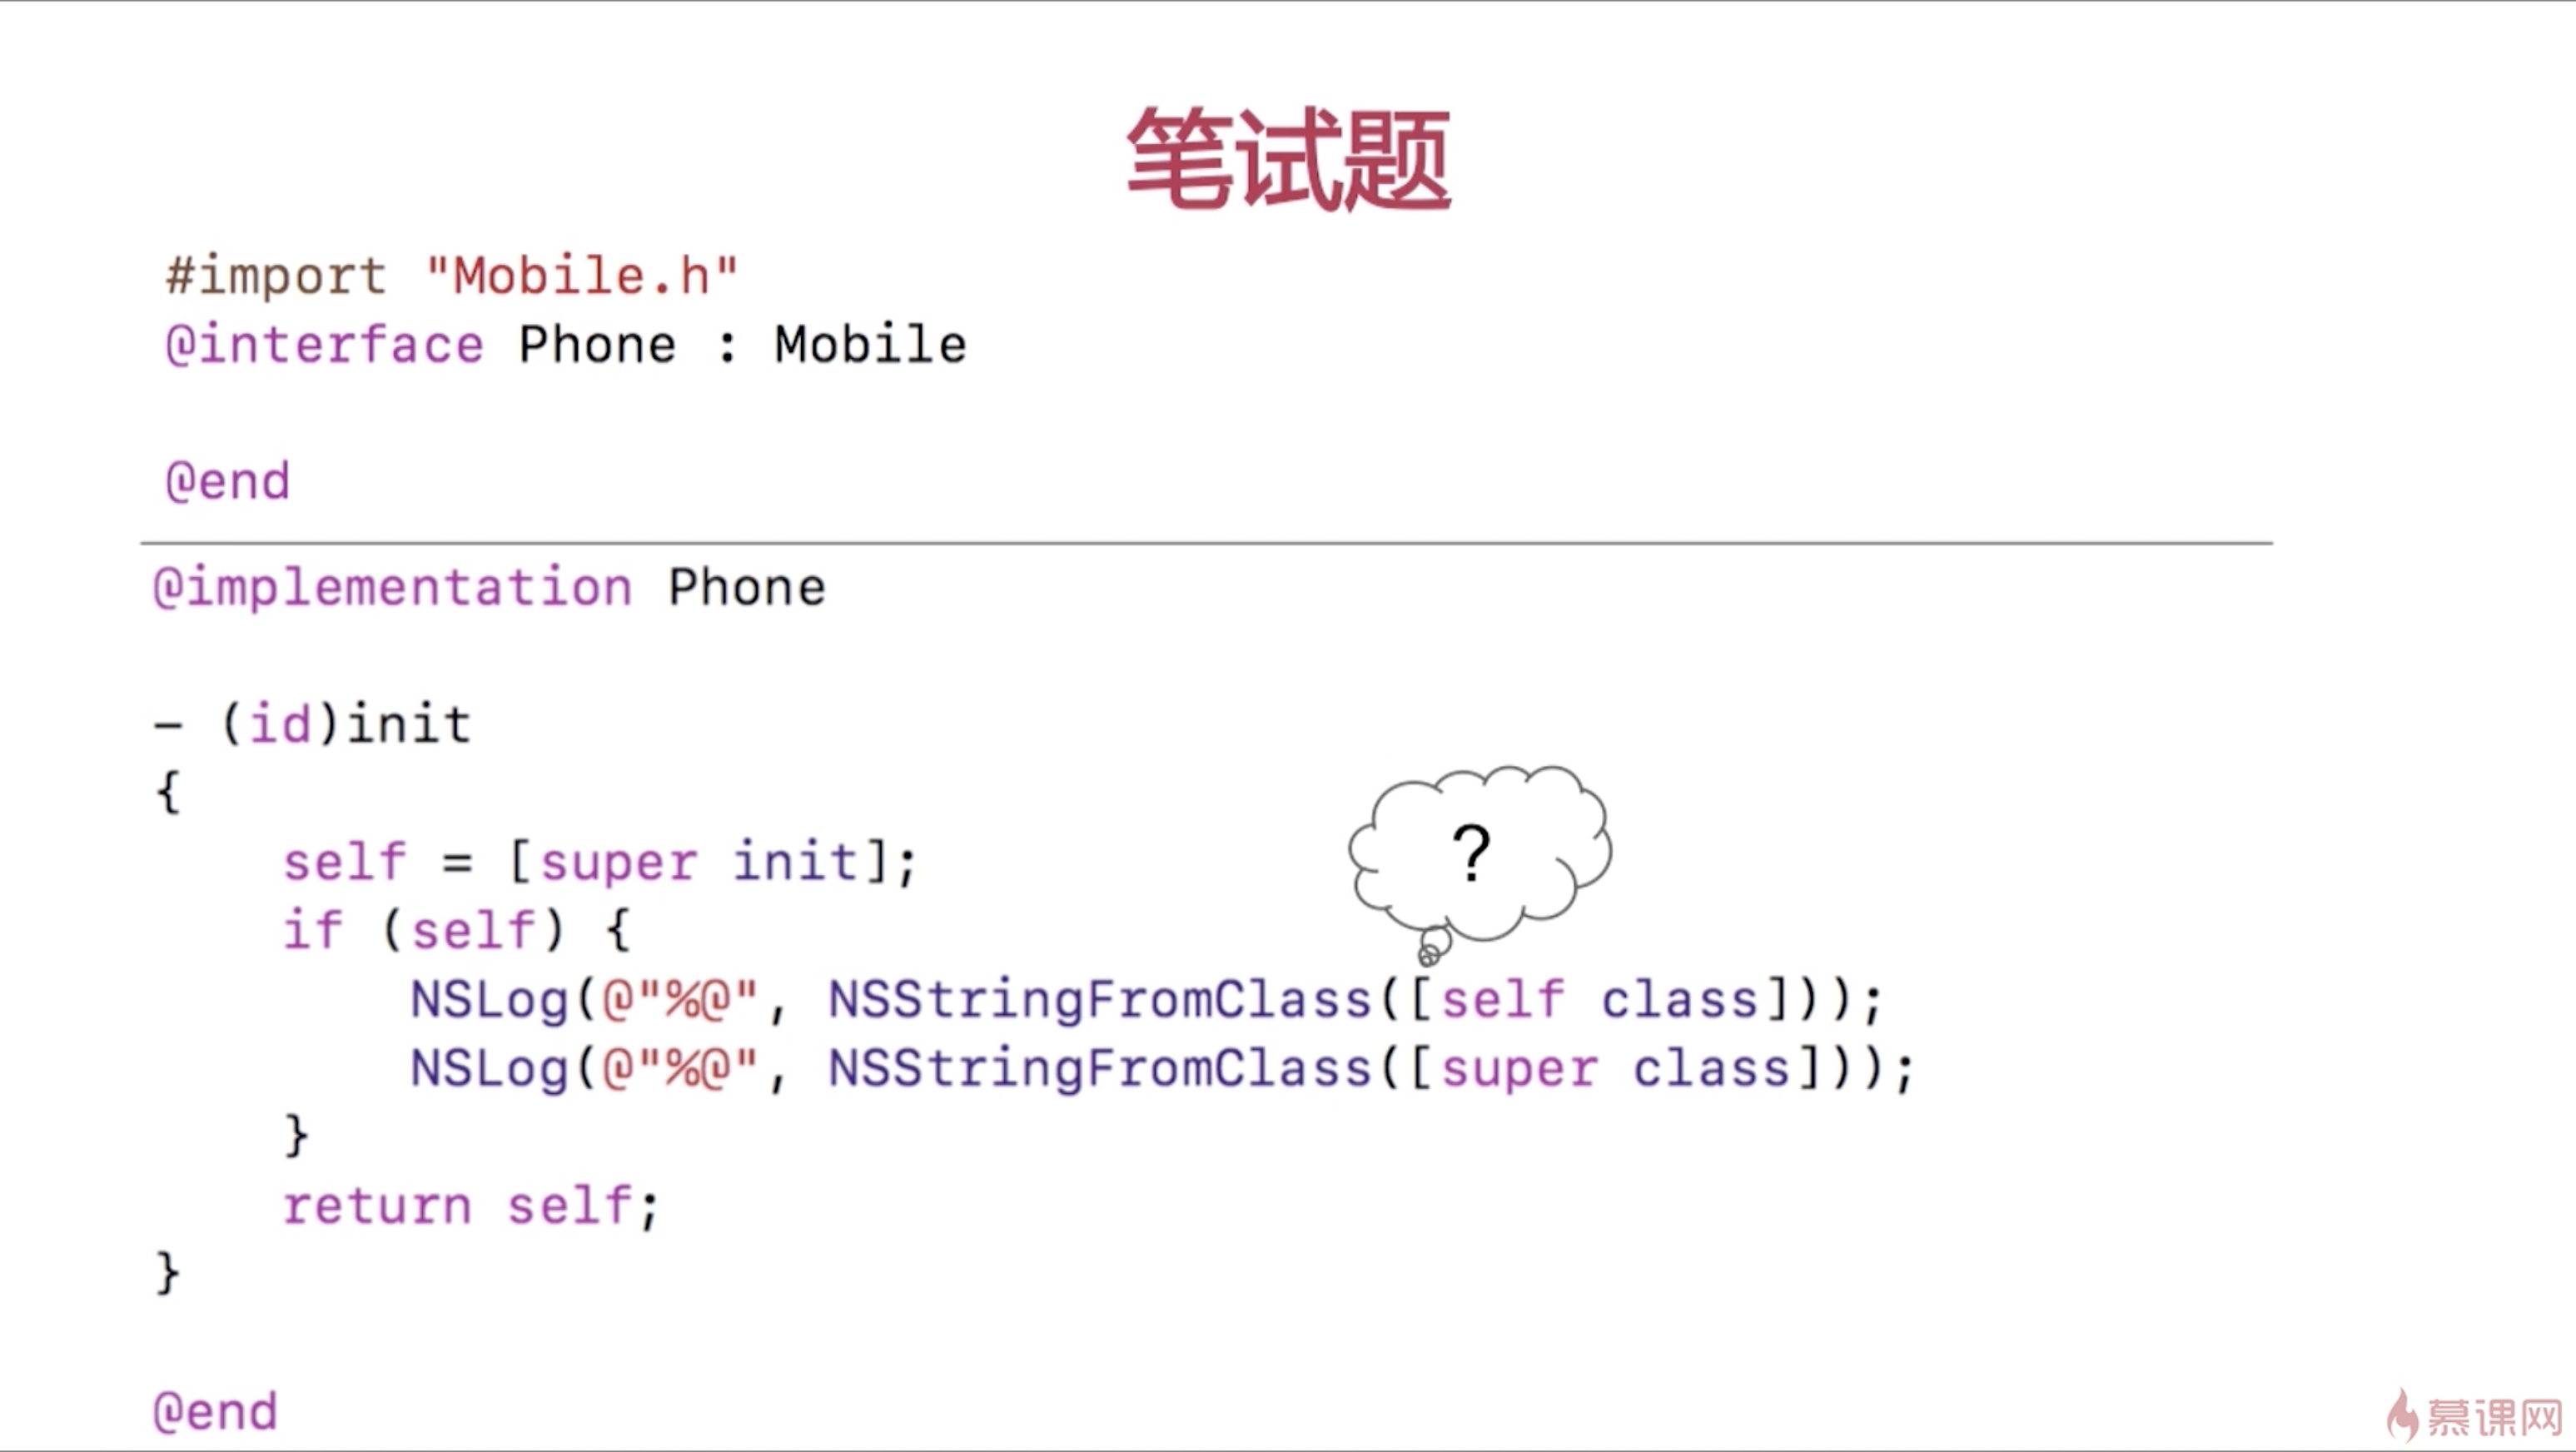 笔试题
#import "Mobile.h"
@interface Phone : Mobile
@end
@implementation Phone
- (id)init
{
    self = [super init];
    if (self) {
?
        NSLog(@"%@", NSStringFromClass([self class]));
        NSLog(@"%@", NSStringFromClass([super class]));
    }
    return self;
}
@end
慕课网